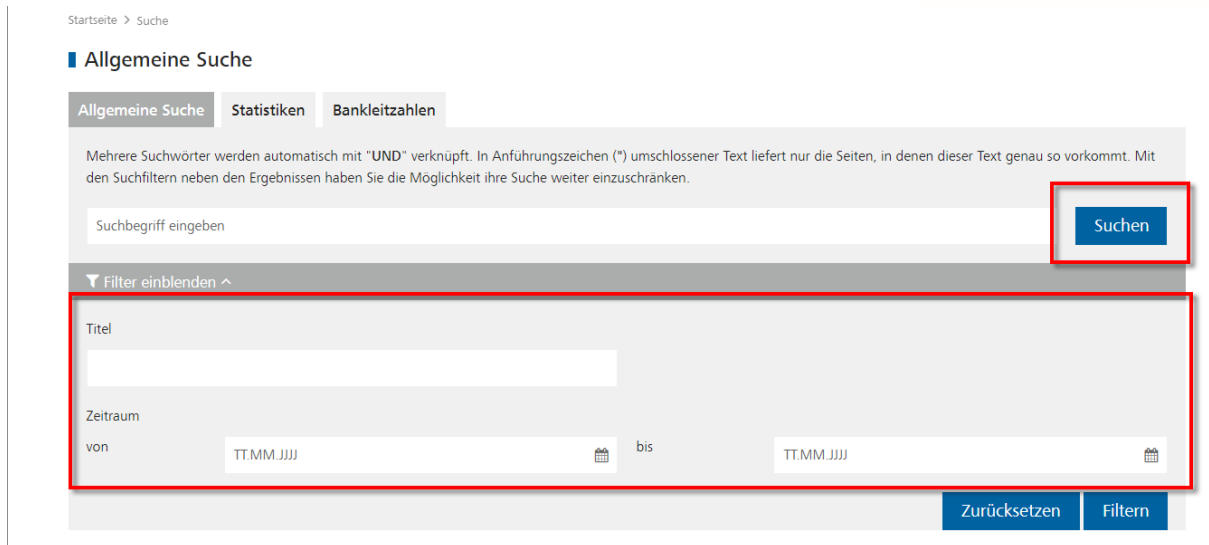 Startseite > Suche
Allgemeine Suche
Allgemeine Suche Statistiken Bankleitzahlen
Mehrere Suchwörter werden automatisch mit "UND" verknüpft. In Anführungszeichen (") umschlossener Text liefert nur die Seiten, in denen dieser Text genau so vorkommt. Mit
den Suchfiltern neben den Ergebnissen haben Sie die Möglichkeit ihre Suche weiter einzuschränken.
Suchbegriff eingeben Suchen
Filter einblenden
Titel
Zeitraum
von TT.MM.JJJJ bis TT.MM.JJJJ
Zurücksetzen Filtern